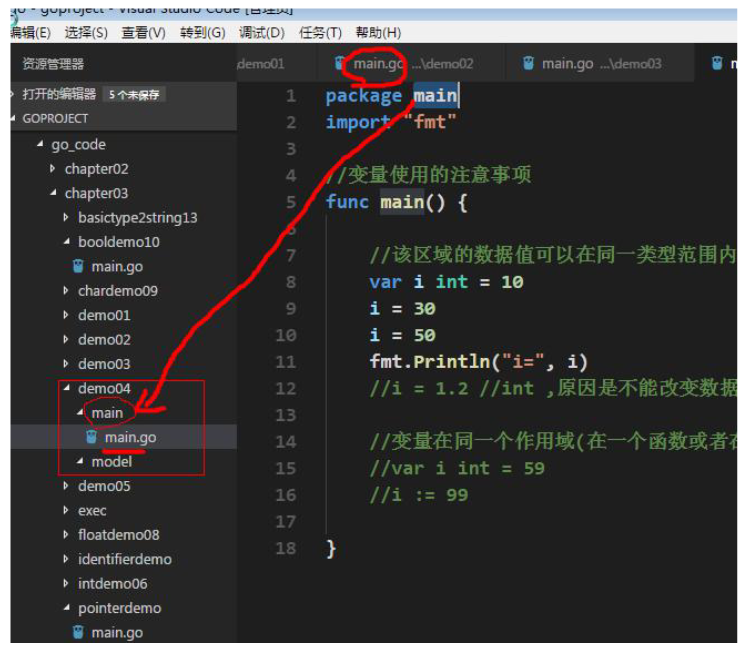 go - goproject - Visual Studio Code [管理员]
编辑(E) 选择(S) 查看(V) 转到(G) 调试(D) 任务(T) 帮助(H)
资源管理器
demo01 main.go ...\demo02 main.go ...\demo03
打开的编辑器 5 个未保存
GOPROJECT
go_code
chapter02
chapter03
basictype2string13
booldemo10
main.go
chardemo09
demo01
demo02
demo03
demo04
main
main.go
model
demo05
exec
floatdemo08
identifierdemo
intdemo06
pointerdemo
main.go
1 package main
2 import "fmt"
3
4 //变量使用的注意事项
5 func main() {
6
7 //该区域的数据值可以在同一类型范围内
8 var i int = 10
9 i = 30
10 i = 50
11 fmt.Println("i=", i)
12 //i = 1.2 //int ,原因是不能改变数据
13
14 //变量在同一个作用域(在一个函数或者在
15 //var i int = 59
16 //i := 99
17
18 }